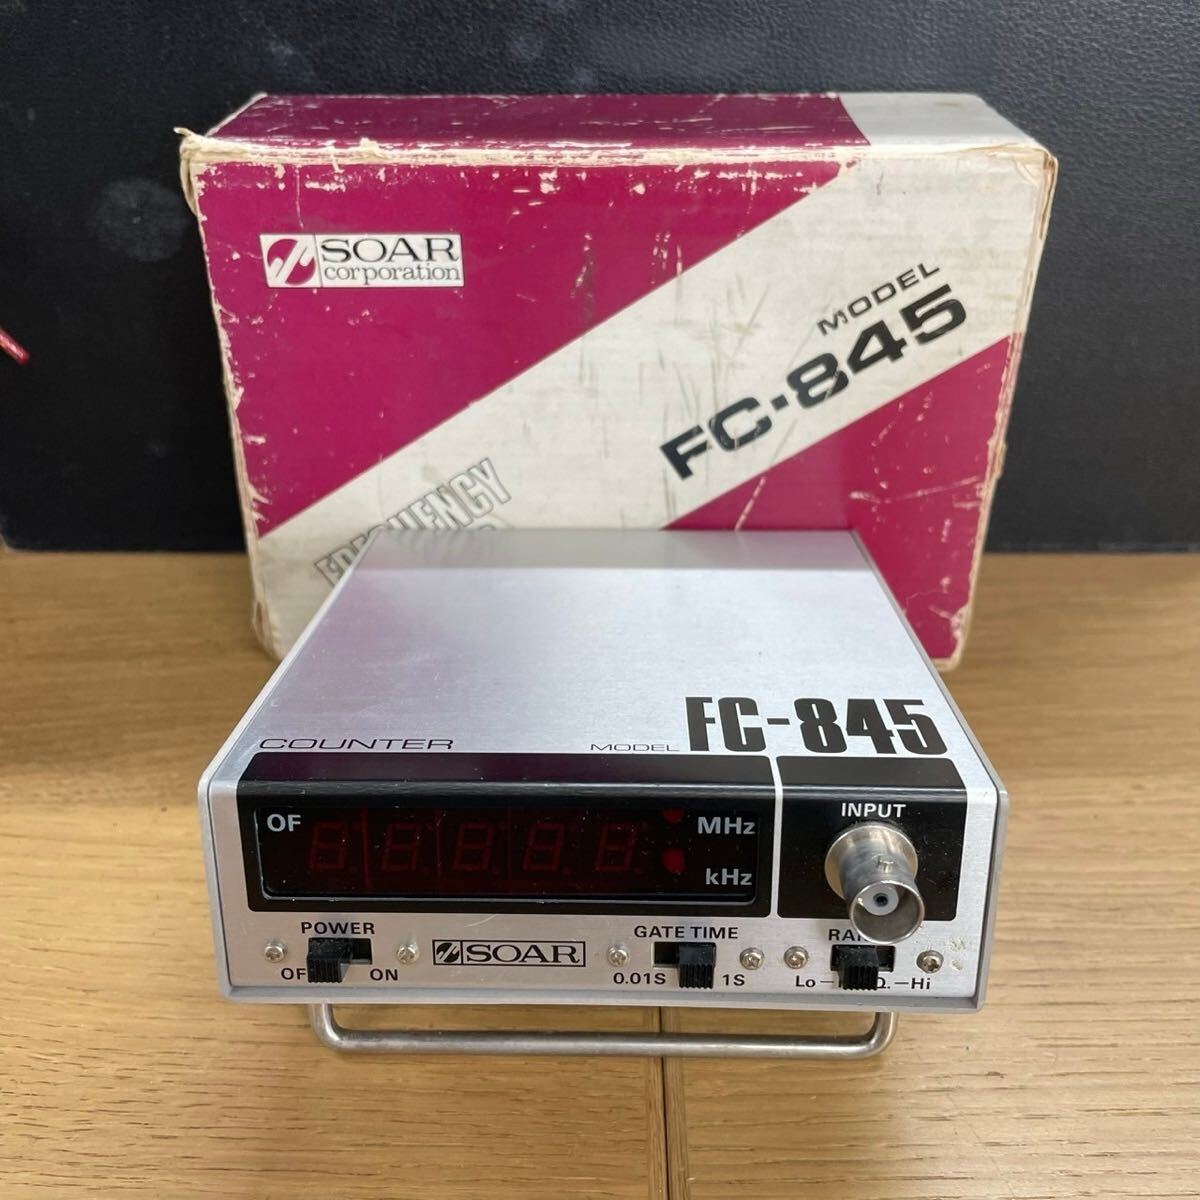 SOAR
corporation
MODEL
FC-845
FREQUENCY
COUNTER
MODEL FC-845
INPUT
OF
MHz
kHz
POWER
ON
SOAR
GATE TIME
0.01S
1S
Lo
Hi